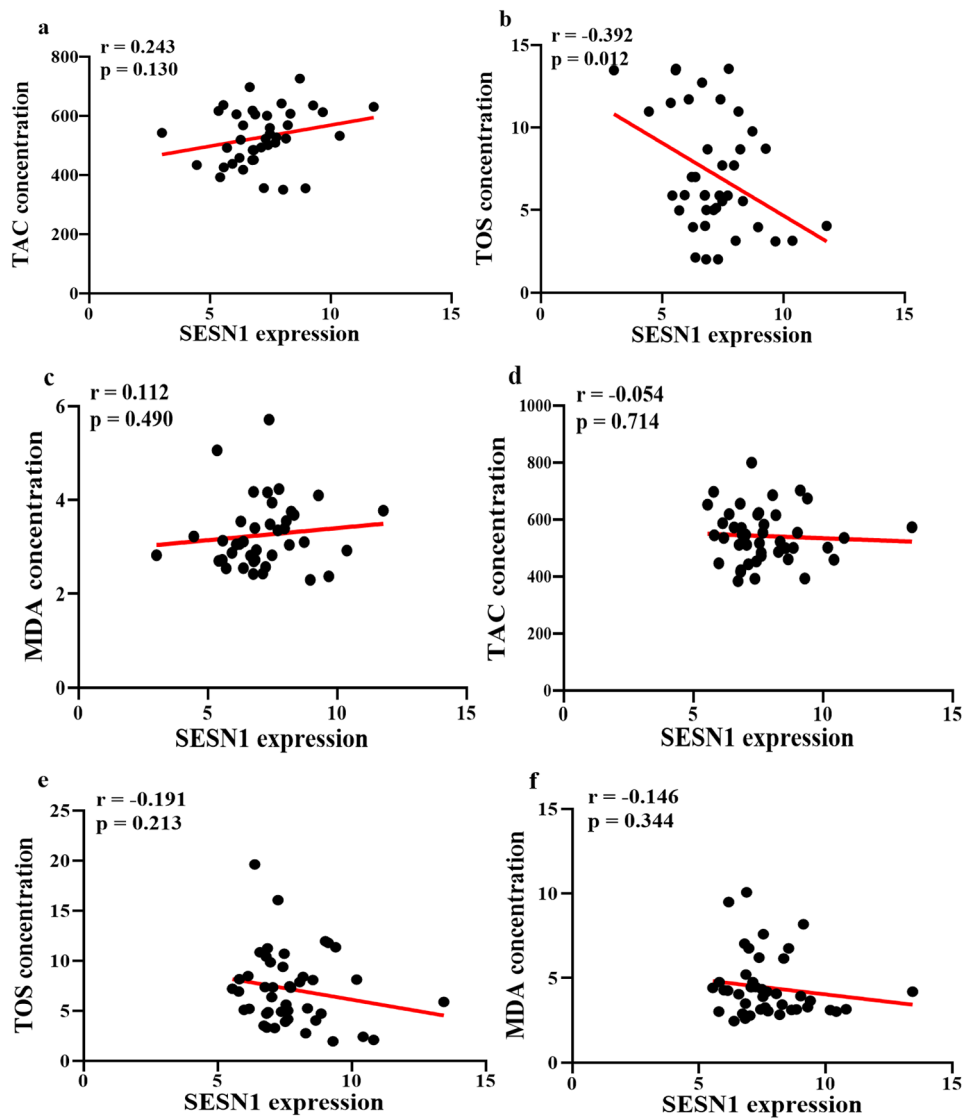 a
r = 0.243
p = 0.130
800
600
400
200
0
0
5
10
15
TAC concentration
SESN1 expression
b
r = -0.392
p = 0.012
15
10
5
0
0
5
10
15
TOS concentration
SESN1 expression
c
r = 0.112
p = 0.490
6
4
2
0
0
5
10
15
MDA concentration
SESN1 expression
d
r = -0.054
p = 0.714
1000
800
600
400
200
0
0
5
10
15
TAC concentration
SESN1 expression
e
r = -0.191
p = 0.213
25
20
15
10
5
0
0
5
10
15
TOS concentration
SESN1 expression
f
r = -0.146
p = 0.344
15
10
5
0
0
5
10
15
MDA concentration
SESN1 expression